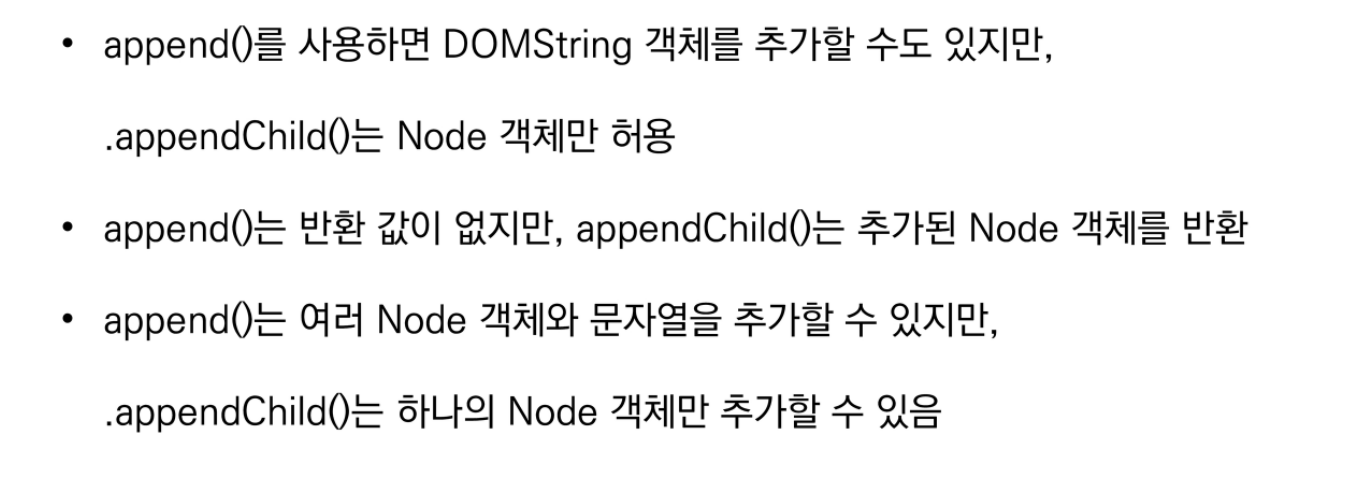 • append()를 사용하면 DOMString 객체를 추가할 수도 있지만,
.appendChild()는 Node 객체만 허용
• append()는 반환 값이 없지만, appendChild()는 추가된 Node 객체를 반환
• append()는 여러 Node 객체와 문자열을 추가할 수 있지만,
.appendChild()는 하나의 Node 객체만 추가할 수 있음